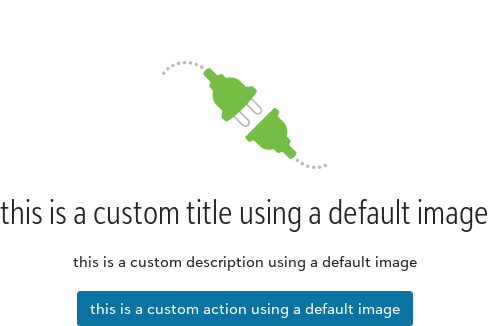 this is a custom title using a default image
this is a custom description using a default image
this is a custom action using a default image